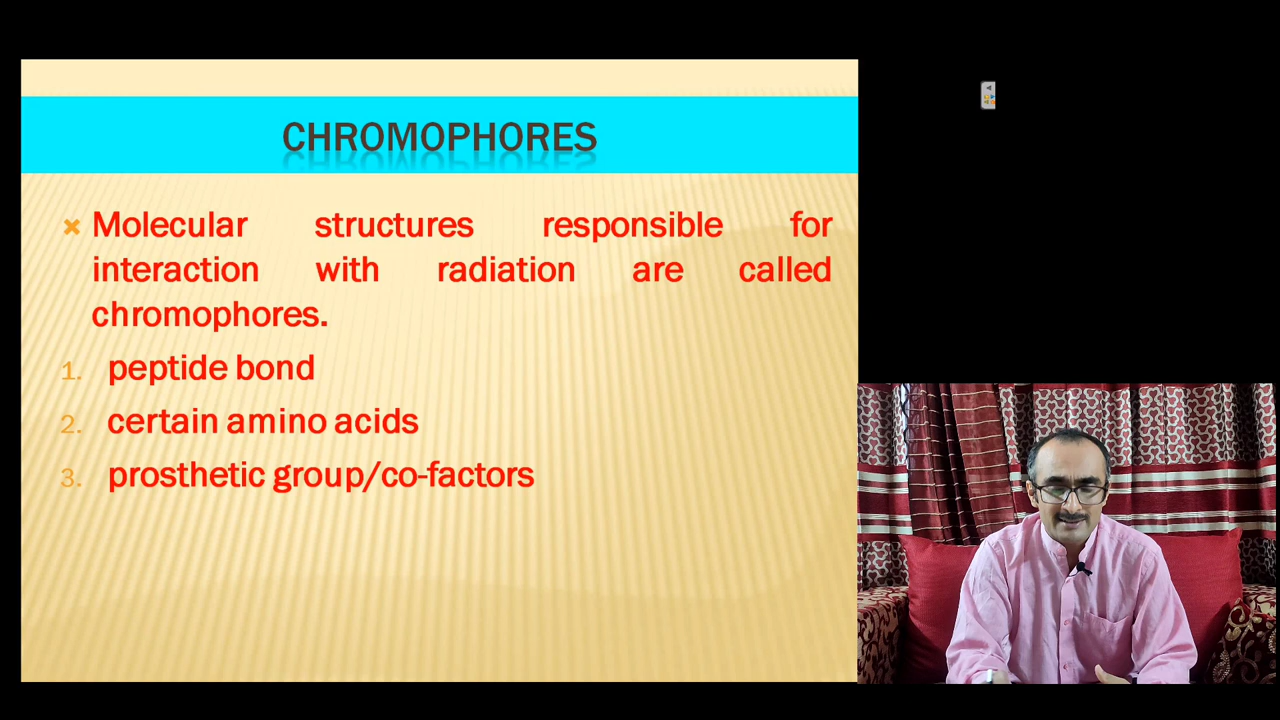 CHROMOPHORES
Molecular structures responsible for
interaction with radiation are called
chromophores.
1. peptide bond
2. certain amino acids
3. prosthetic group/co-factors